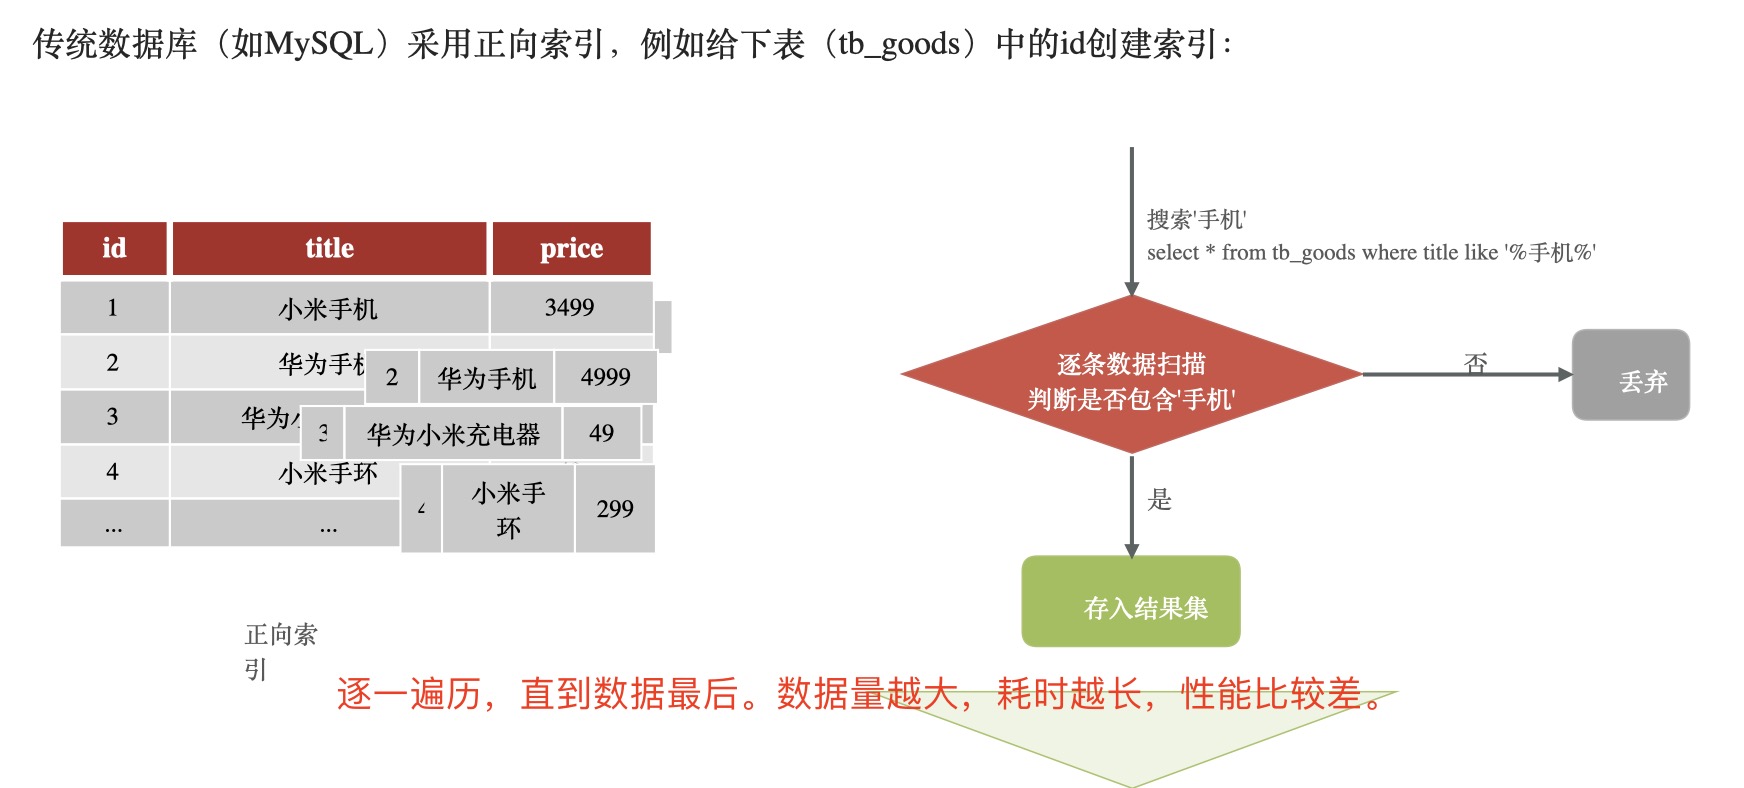 传统数据库（如MySQL）采用正向索引，例如给下表（tb_goods）中的id创建索引：
id title price
1 小米手机 3499
2 华为手机
3 华为小
4 小米手环
... ...
2 华为手机 4999
3 华为小米充电器 49
4 小米手
环 299
正向索
引
搜索'手机'
select * from tb_goods where title like '%手机%'
逐条数据扫描
判断是否包含'手机'
否
丢弃
是
存入结果集
逐一遍历，直到数据最后。数据量越大，耗时越长，性能比较差。